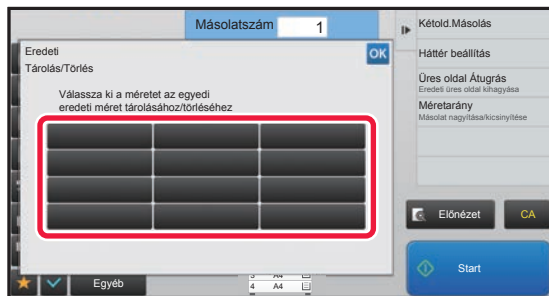 Másolatszám 1
Eredeti
OK
Tárolás/Törlés
Válassza ki a méretet az egyedi
eredeti méret tárolásához/törléséhez
Kétold.Másolás
Háttér beállítás
Üres oldal Átugrás
Eredeti üres oldal kihagyása
Méretarány
Másolat nagyítása/kicsinyítése
Előnézet
CA
Start
Egyéb
4 A4